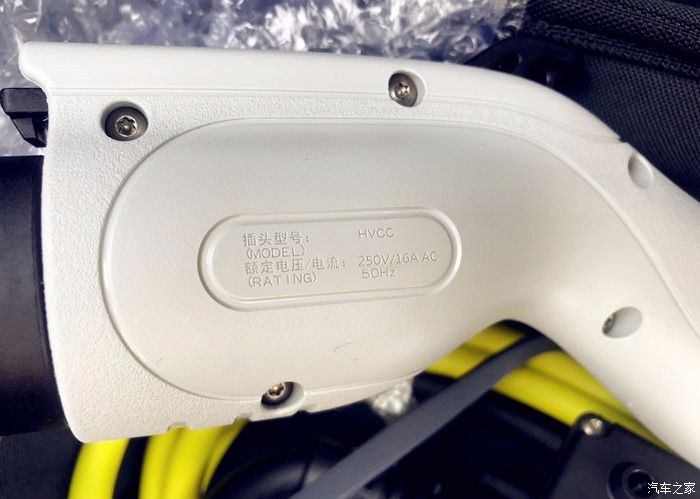 插头型号： HVCC
(MODEL)
额定电压/电流： 250V/16A AC
(RATING) 50Hz
汽车之家